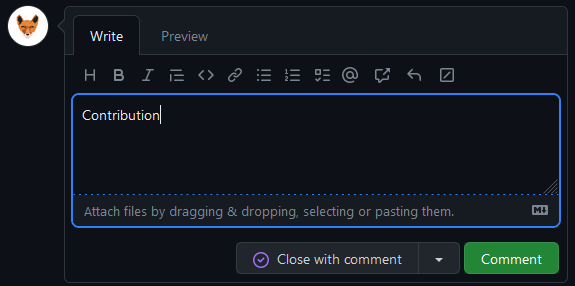 Write
Preview
Contribution
Attach files by dragging & dropping, selecting or pasting them.
Close with comment
Comment